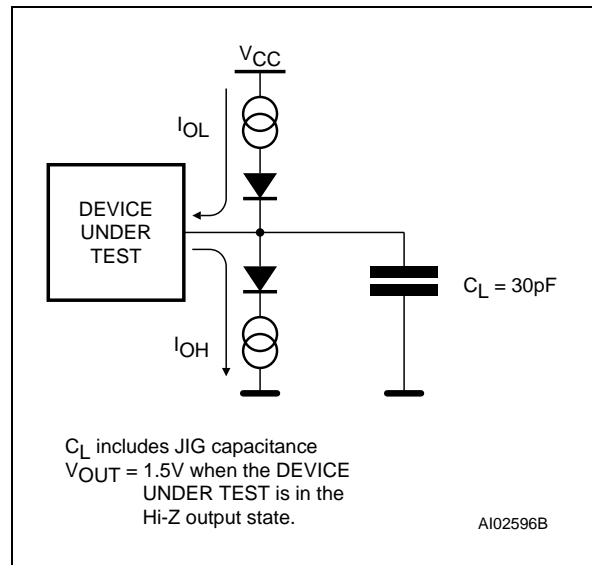 VCC
IOL
DEVICE
UNDER
TEST
CL = 30pF
IOH
CL includes JIG capacitance
VOUT = 1.5V when the DEVICE
UNDER TEST is in the
Hi-Z output state.
AI02596B